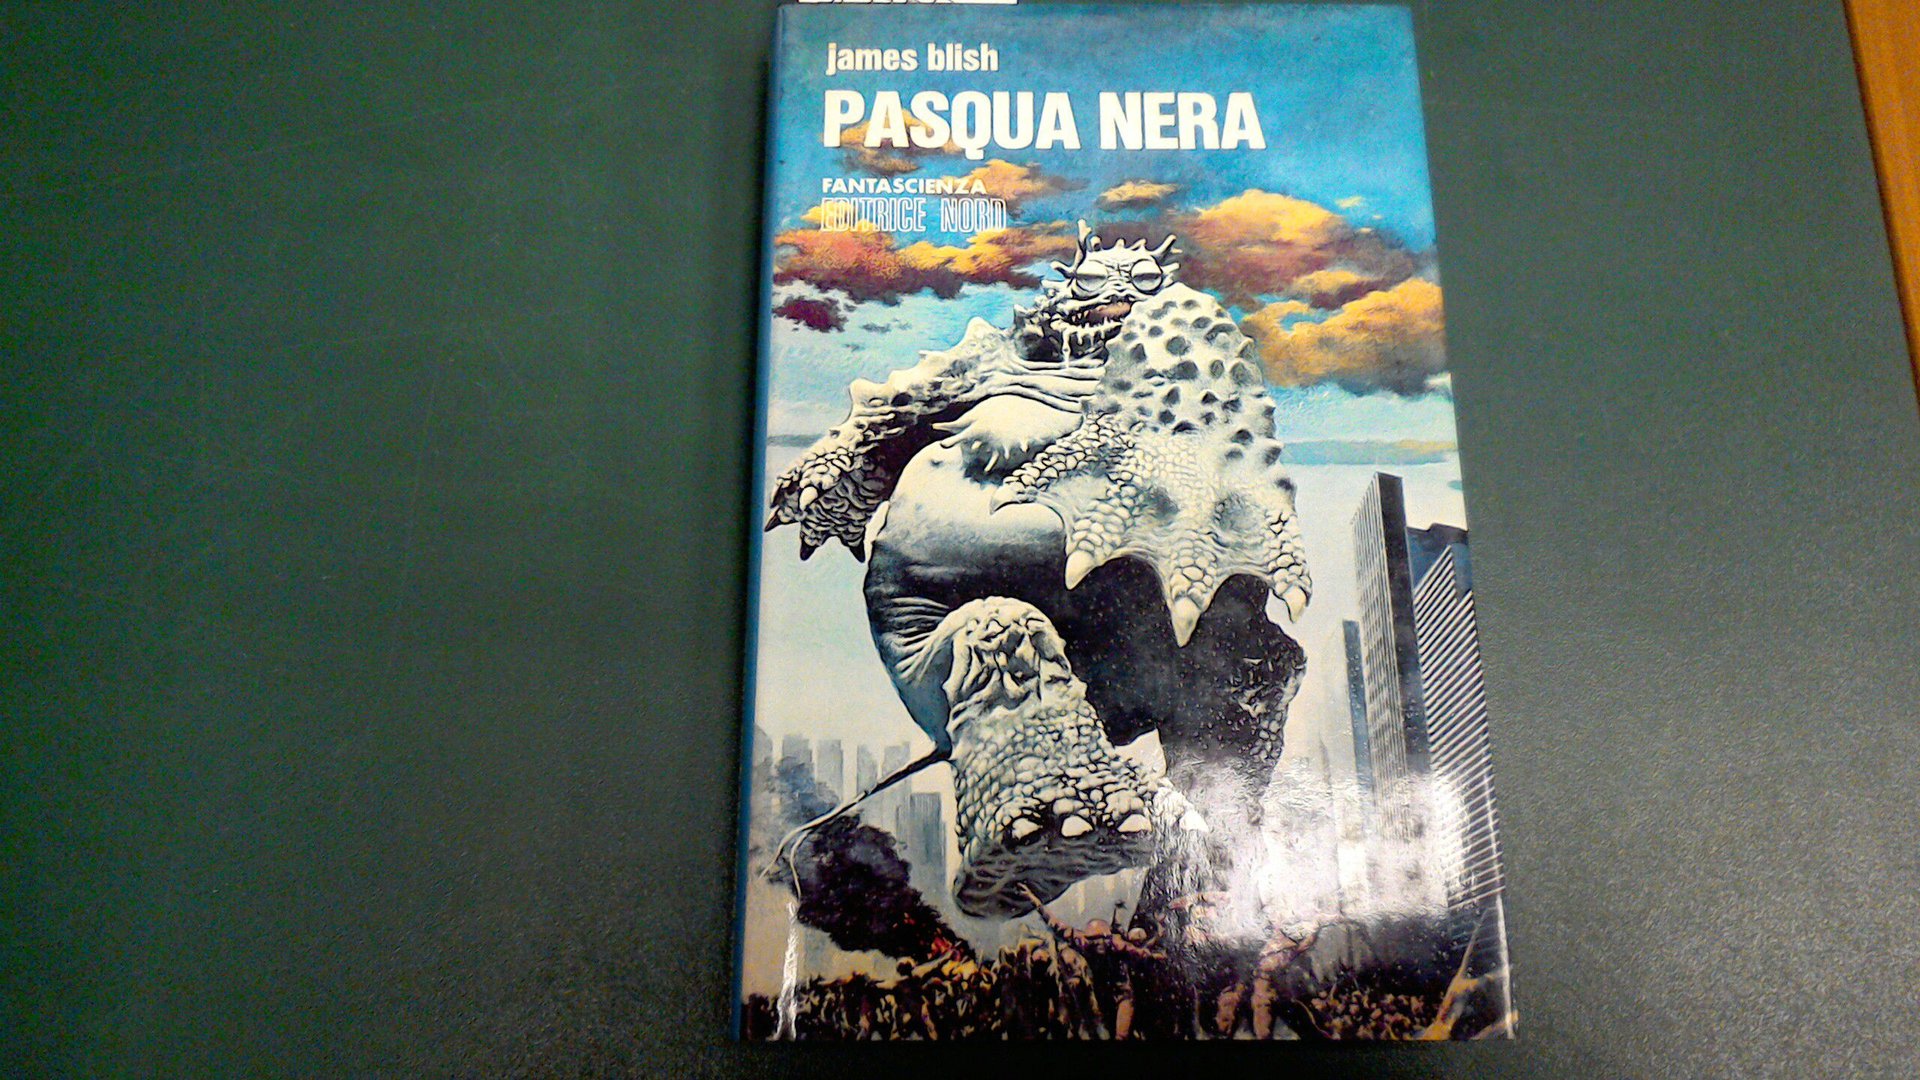 james blish
PASQUA NERA
FANTASCIENZA
EDITRICE NORD